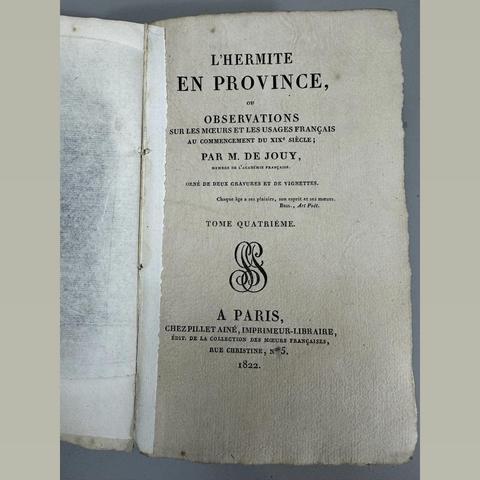 L'HERMITE
EN PROVINCE,
OU
OBSERVATIONS
SUR LES MŒURS ET LES USAGES FRANÇAIS
AU COMMENCEMENT DU XIXᵉ SIÈCLE;
PAR M. DE JOUY,
MEMBRE DE L'ACADÉMIE FRANÇAISE.
ORNÉ DE DEUX GRAVURES ET DE VIGNETTES.
Chaque âge a ses plaisirs, son esprit et ses mœurs.
BOIL., Art Poét.
TOME QUATRIÈME.
A PARIS,
CHEZ PILLET AINÉ, IMPRIMEUR-LIBRAIRE,
ÉDIT. DE LA COLLECTION DES MŒURS FRANÇAISES,
RUE CHRISTINE, Nº 5.
1822.